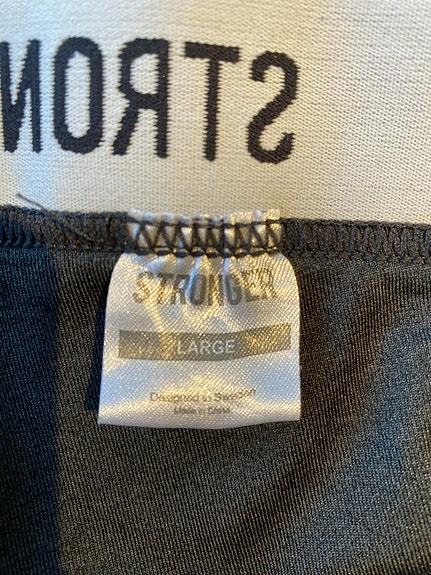 STRON
STRONGER
LARGE
Designed in Sweden
Made in China